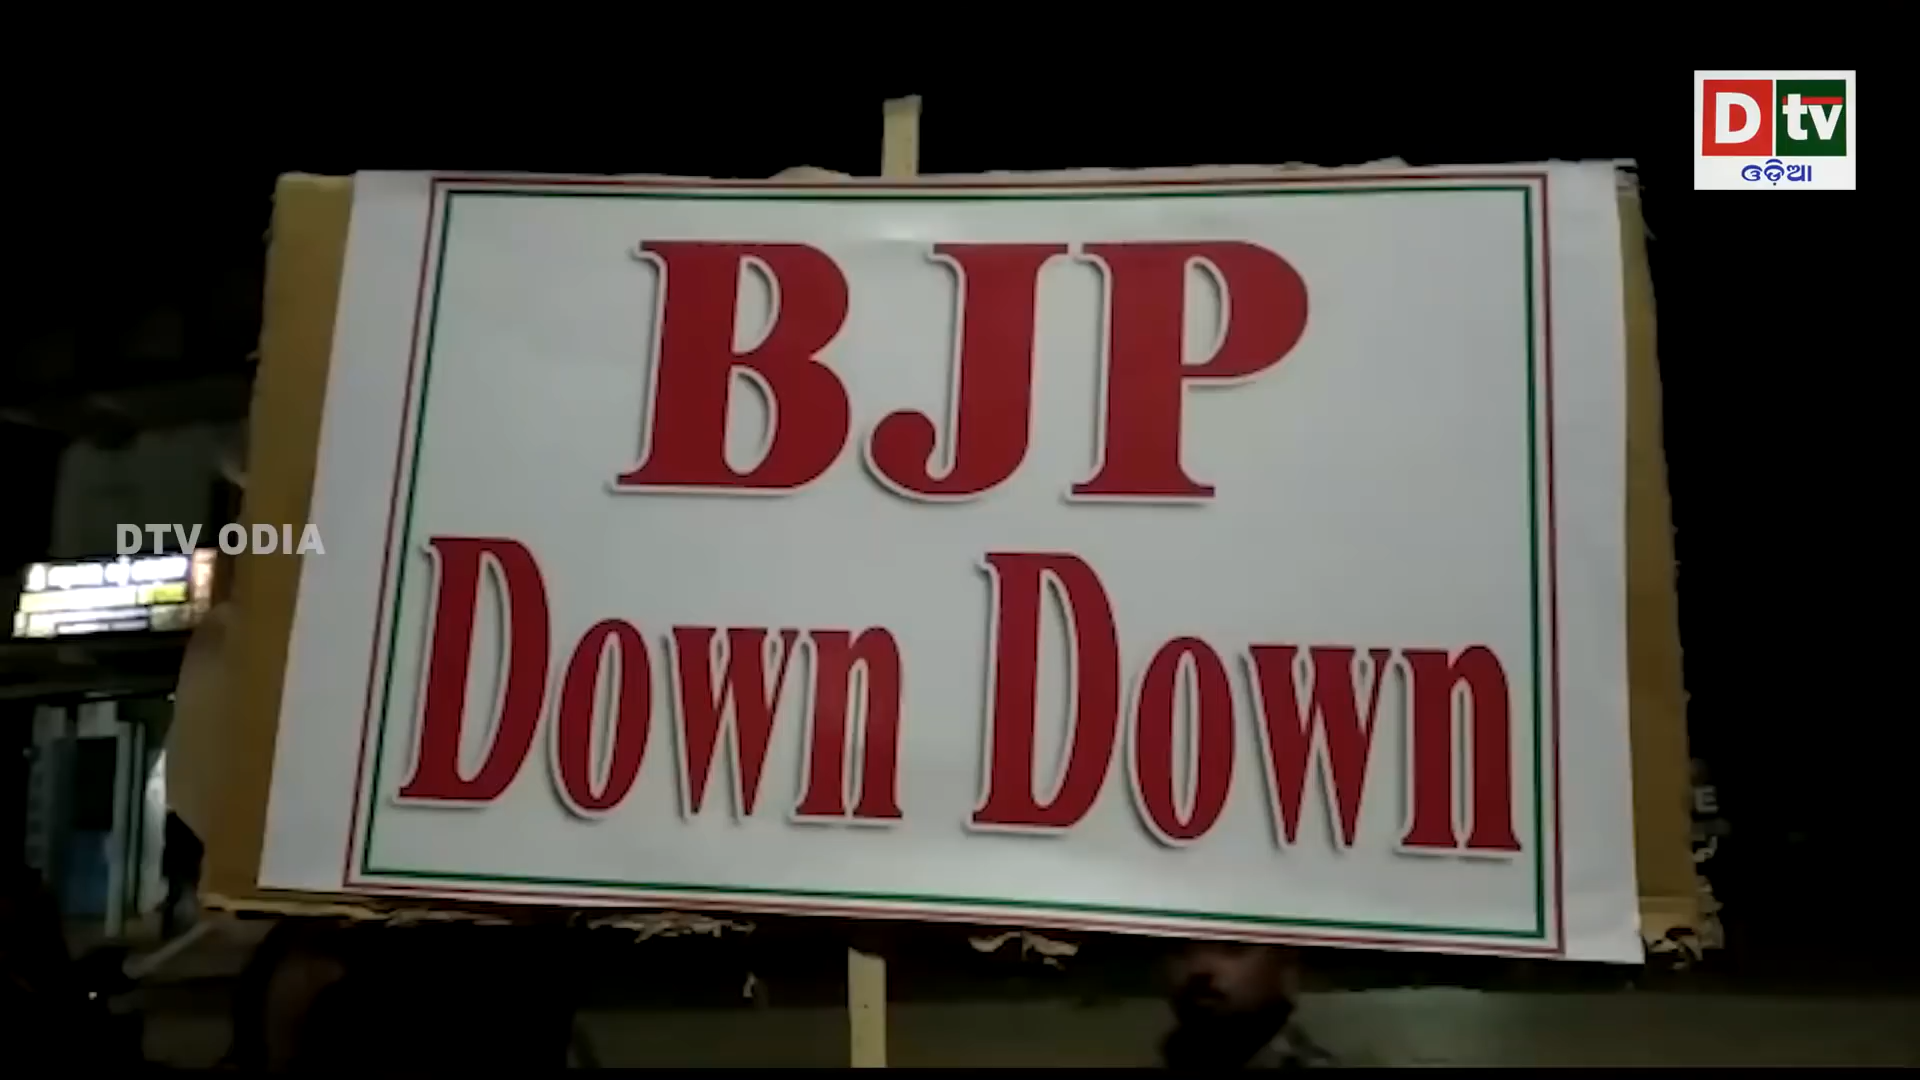 D tv
ଓଡ଼ିଆ
BJP
Down Down
DTV ODIA